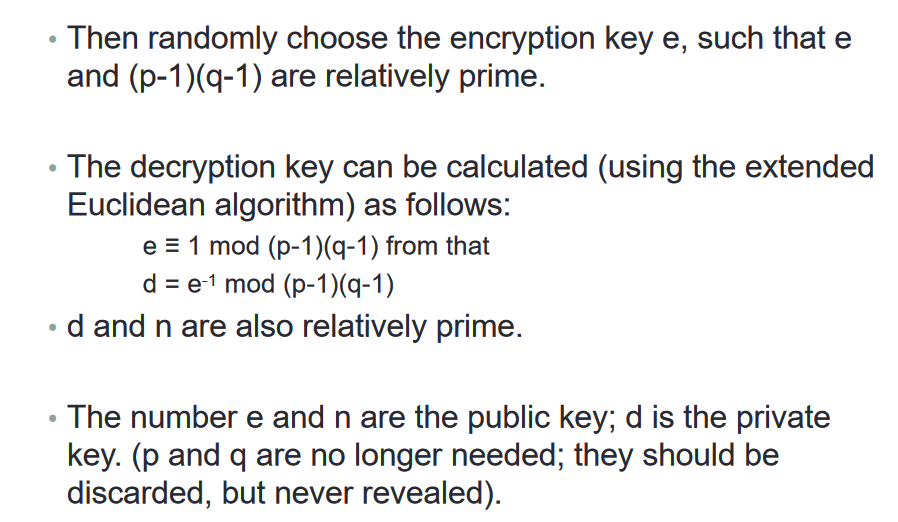 • Then randomly choose the encryption key e, such that e
and (p-1)(q-1) are relatively prime.
• The decryption key can be calculated (using the extended
Euclidean algorithm) as follows:
e ≡ 1 mod (p-1)(q-1) from that
d = e⁻¹ mod (p-1)(q-1)
• d and n are also relatively prime.
• The number e and n are the public key; d is the private
key. (p and q are no longer needed; they should be
discarded, but never revealed).